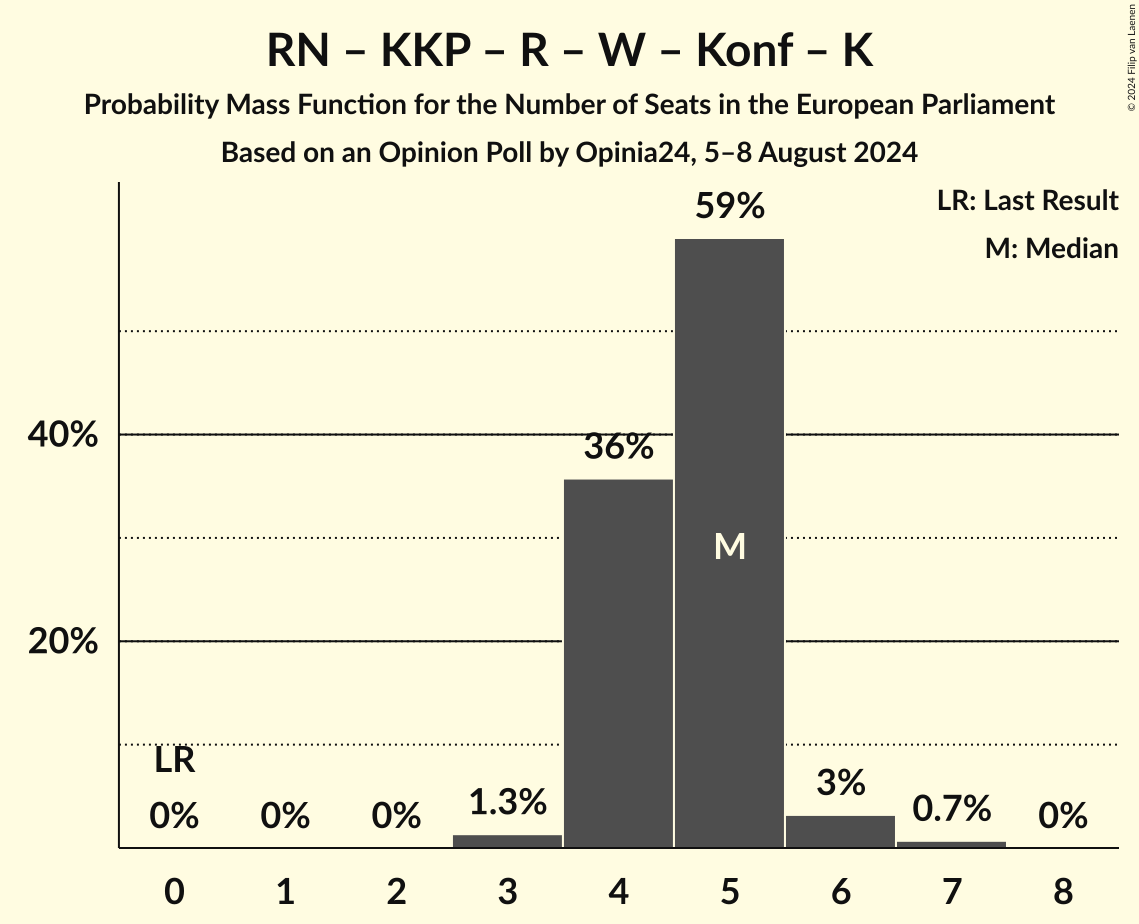 RN – KKP – R – W – Konf – K
Probability Mass Function for the Number of Seats in the European Parliament
Based on an Opinion Poll by Opinia24, 5–8 August 2024
© 2024 Filip van Laenen
LR: Last Result
M: Median
59%
40%
36%
M
20%
LR
0%
0%
0%
1.3%
3%
0.7%
0%
0 1 2 3 4 5 6 7 8